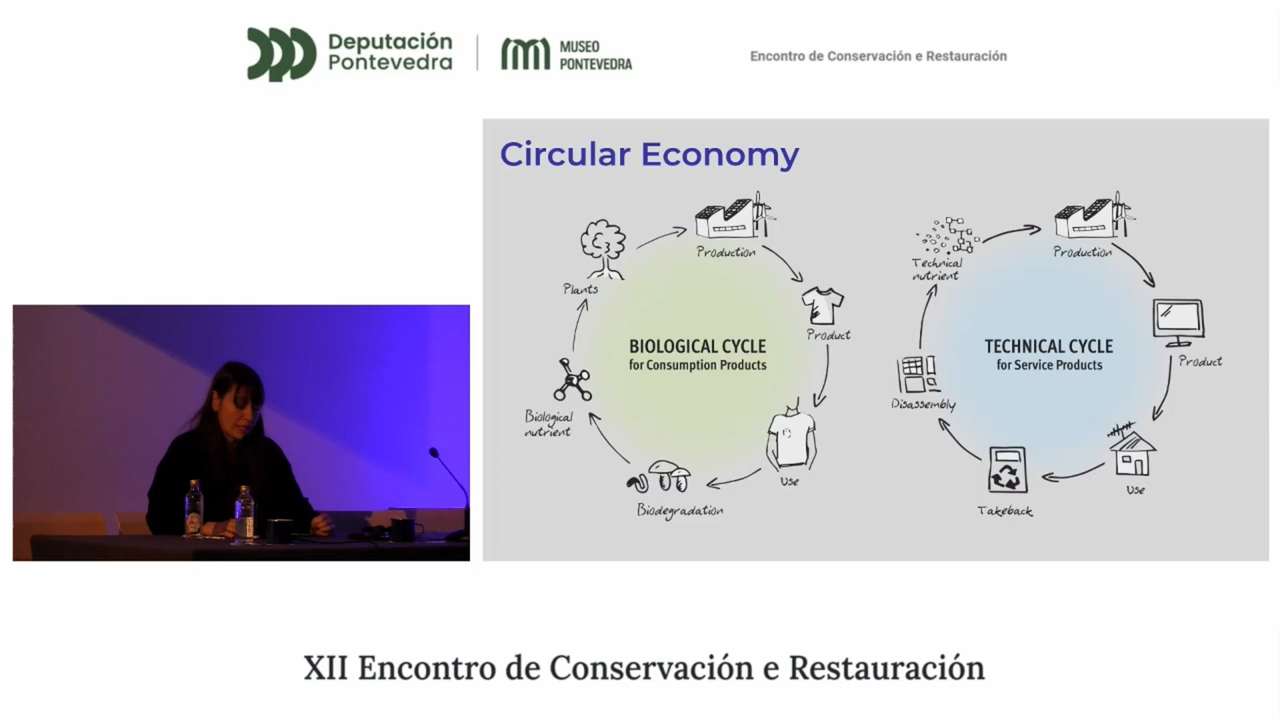 Deputación
Pontevedra
MUSEO
PONTEVEDRA
Encontro de Conservación e Restauración
Circular Economy
Production
Plants
Product
BIOLOGICAL CYCLE
for Consumption Products
Biological
nutrient
Use
Biodegradation
Production
Technical
nutrient
Product
TECHNICAL CYCLE
for Service Products
Disassembly
Use
Takeback
XII Encontro de Conservación e Restauración